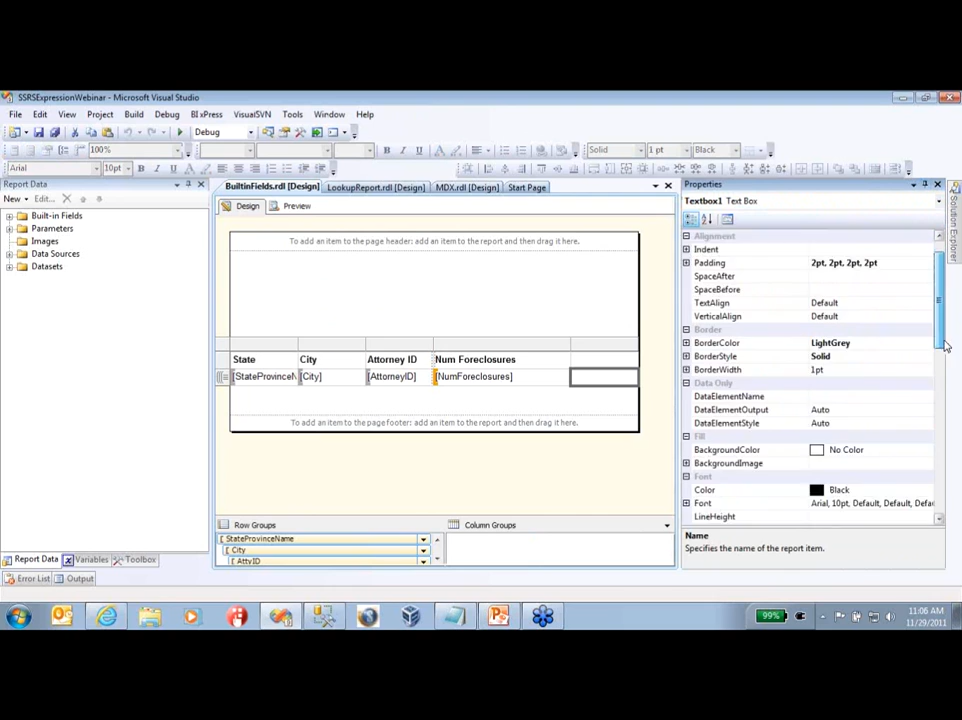 SSRSExpressionWebinar - Microsoft Visual Studio
File Edit View Project Build Debug BI xPress VisualSVN Tools Window Help
Debug
100% Solid 1 pt Black
Arial 10pt
Report Data
New Edit...
Built-in Fields
Parameters
Images
Data Sources
Datasets
Report Data Variables Toolbox
Error List Output
BuiltinFields.rdl [Design] LookupReport.rdl [Design] MDX.rdl [Design] Start Page
Design Preview
To add an item to the page header: add an item to the report and then drag it here.
State City Attorney ID Num Foreclosures
[StateProvinceN [City] [AttorneyID] [NumForeclosures]
To add an item to the page footer: add an item to the report and then drag it here.
Row Groups Column Groups
StateProvinceName
City
AttyID
Properties
Textbox1 Text Box
Alignment
Indent
Padding 2pt, 2pt, 2pt, 2pt
SpaceAfter
SpaceBefore
TextAlign Default
VerticalAlign Default
Border
BorderColor LightGrey
BorderStyle Solid
BorderWidth 1pt
Data Only
DataElementName
DataElementOutput Auto
DataElementStyle Auto
Fill
BackgroundColor No Color
BackgroundImage
Font
Color Black
Font Arial, 10pt, Default, Default, Defau
LineHeight
Name
Specifies the name of the report item.
Solution Explorer
99%
11:06 AM
11/29/2011